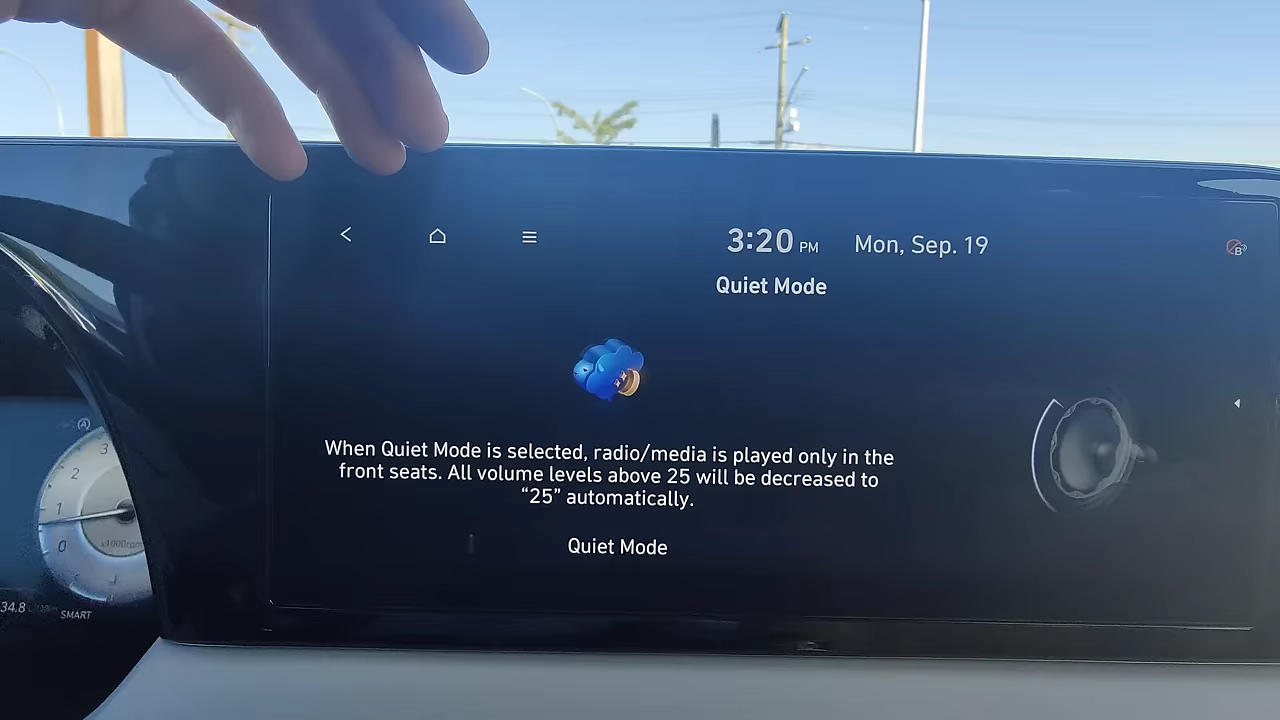 3:20 PM Mon, Sep. 19
Quiet Mode
When Quiet Mode is selected, radio/media is played only in the
front seats. All volume levels above 25 will be decreased to
“25” automatically.
Quiet Mode
3
2
1
0
x1000rpm
34.8
SMART